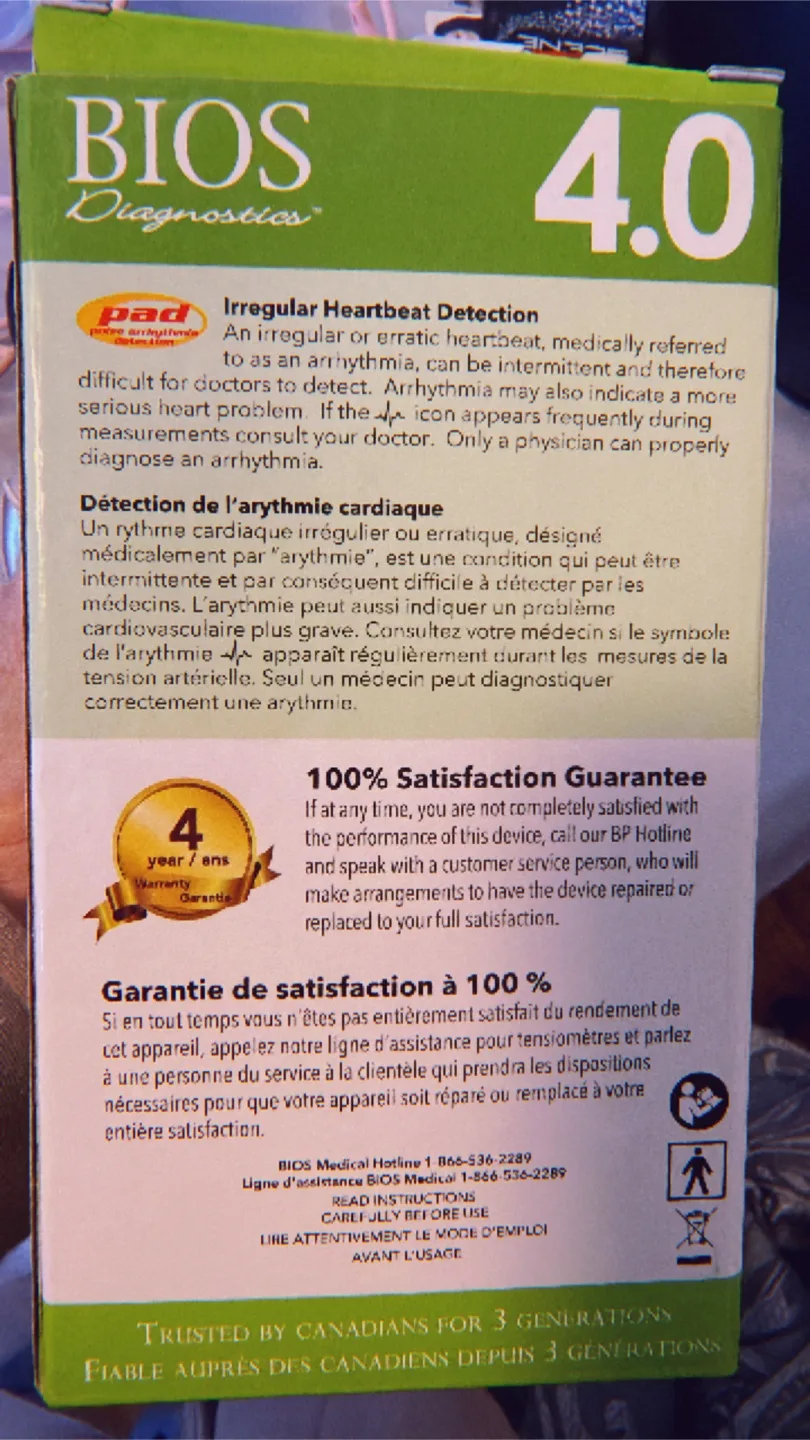 SCENE
BIOS
Diagnostics™
4.0
pad
pulse arrhythmia
detection
Irregular Heartbeat Detection
An irregular or erratic heartbeat, medically referred
to as an arrhythmia, can be intermittent and therefore
difficult for doctors to detect. Arrhythmia may also indicate a more
serious heart problem. If the icon appears frequently during
measurements consult your doctor. Only a physician can properly
diagnose an arrhythmia.
Détection de l'arythmie cardiaque
Un rythme cardiaque irrégulier ou erratique, désigné
médicalement par "arythmie", est une condition qui peut être
intermittente et par conséquent difficile à détecter par les
médecins. L'arythmie peut aussi indiquer un problème
cardiovasculaire plus grave. Consultez votre médecin si le symbole
de l'arythmie apparaît régulièrement durant les mesures de la
tension artérielle. Seul un médecin peut diagnostiquer
correctement une arythmie.
4
year / ans
Warranty
Garantie
100% Satisfaction Guarantee
If at any time, you are not completely satisfied with
the performance of this device, call our BP Hotline
and speak with a customer service person, who will
make arrangements to have the device repaired or
replaced to your full satisfaction.
Garantie de satisfaction à 100 %
Si en tout temps vous n'êtes pas entièrement satisfait du rendement de
cet appareil, appelez notre ligne d'assistance pour tensiomètres et parlez
à une personne du service à la clientèle qui prendra les dispositions
nécessaires pour que votre appareil soit réparé ou remplacé à votre
entière satisfaction.
BIOS Medical Hotline 1-866-536-2289
Ligne d'assistance BIOS Medical 1-866-536-2289
READ INSTRUCTIONS
CAREFULLY BEFORE USE
LIRE ATTENTIVEMENT LE MODE D'EMPLOI
AVANT L'USAGE
TRUSTED BY CANADIANS FOR 3 GENERATIONS
FIABLE AUPRÈS DES CANADIENS DEPUIS 3 GÉNÉRATIONS